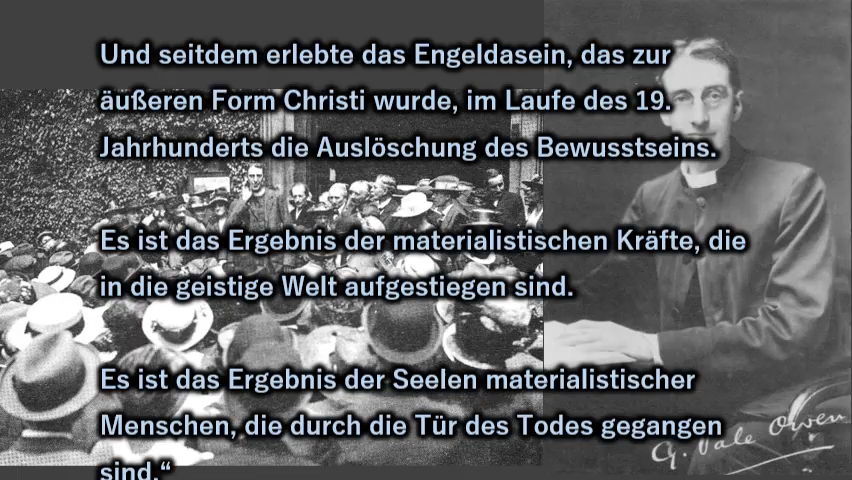 Und seitdem erlebte das Engeldasein, das zur
äußeren Form Christi wurde, im Laufe des 19.
Jahrhunderts die Auslöschung des Bewusstseins.
Es ist das Ergebnis der materialistischen Kräfte, die
in die geistige Welt aufgestiegen sind.
Es ist das Ergebnis der Seelen materialistischer
Menschen, die durch die Tür des Todes gegangen
sind.“
G. Vale Owen